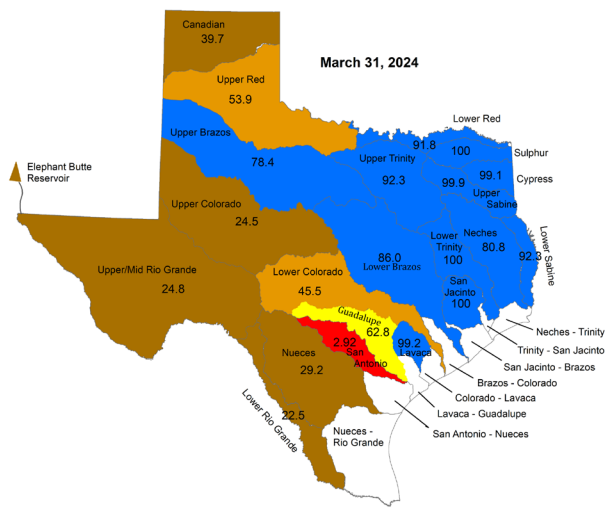 Canadian
39.7
March 31, 2024
Upper Red
53.9
Lower Red
91.8
100
Sulphur
Upper Brazos
78.4
Upper Trinity
92.3
99.9
99.1
Cypress
Upper
Sabine
Elephant Butte
Reservoir
Upper Colorado
24.5
Lower
Trinity
100
Neches
80.8
92.3
Lower Sabine
86.0
Lower Brazos
Upper/Mid Rio Grande
24.8
Lower Colorado
45.5
San
Jacinto
100
Guadalupe
62.8
2.92
San
Antonio
99.2
Lavaca
Nueces
29.2
Neches - Trinity
Trinity - San Jacinto
San Jacinto - Brazos
Brazos - Colorado
Colorado - Lavaca
Lavaca - Guadalupe
San Antonio - Nueces
22.5
Lower Rio Grande
Nueces -
Rio Grande